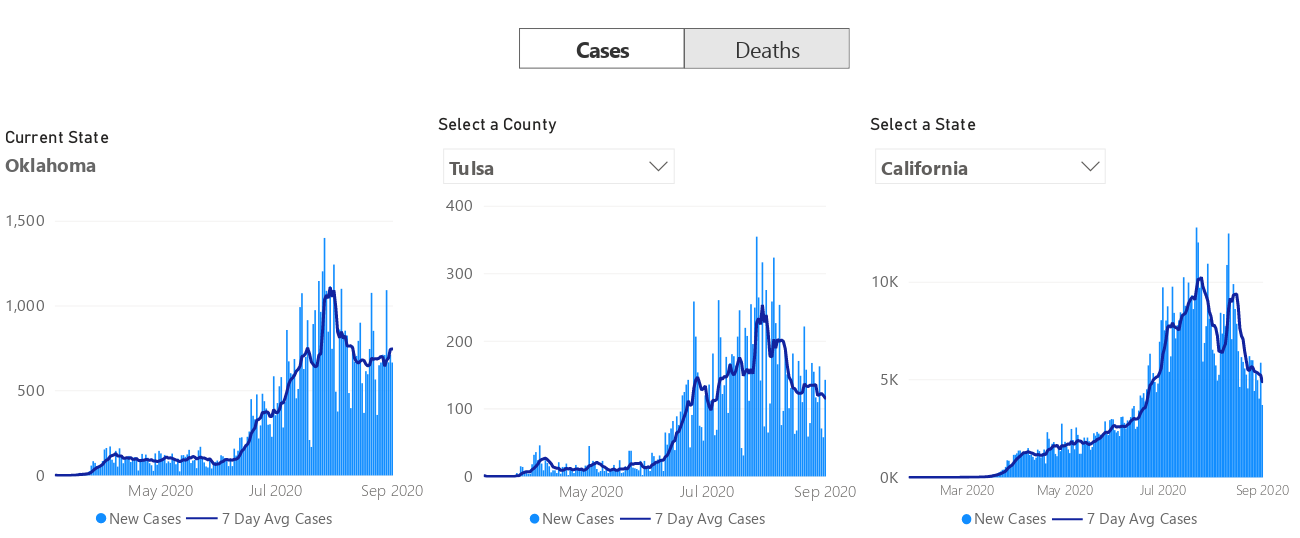 Cases Deaths
Current State
Oklahoma
1,500
1,000
500
0
May 2020 Jul 2020 Sep 2020
New Cases 7 Day Avg Cases
Select a County
Tulsa
400
300
200
100
0
May 2020 Jul 2020 Sep 2020
New Cases 7 Day Avg Cases
Select a State
California
10K
5K
0K
Mar 2020 May 2020 Jul 2020 Sep 2020
New Cases 7 Day Avg Cases